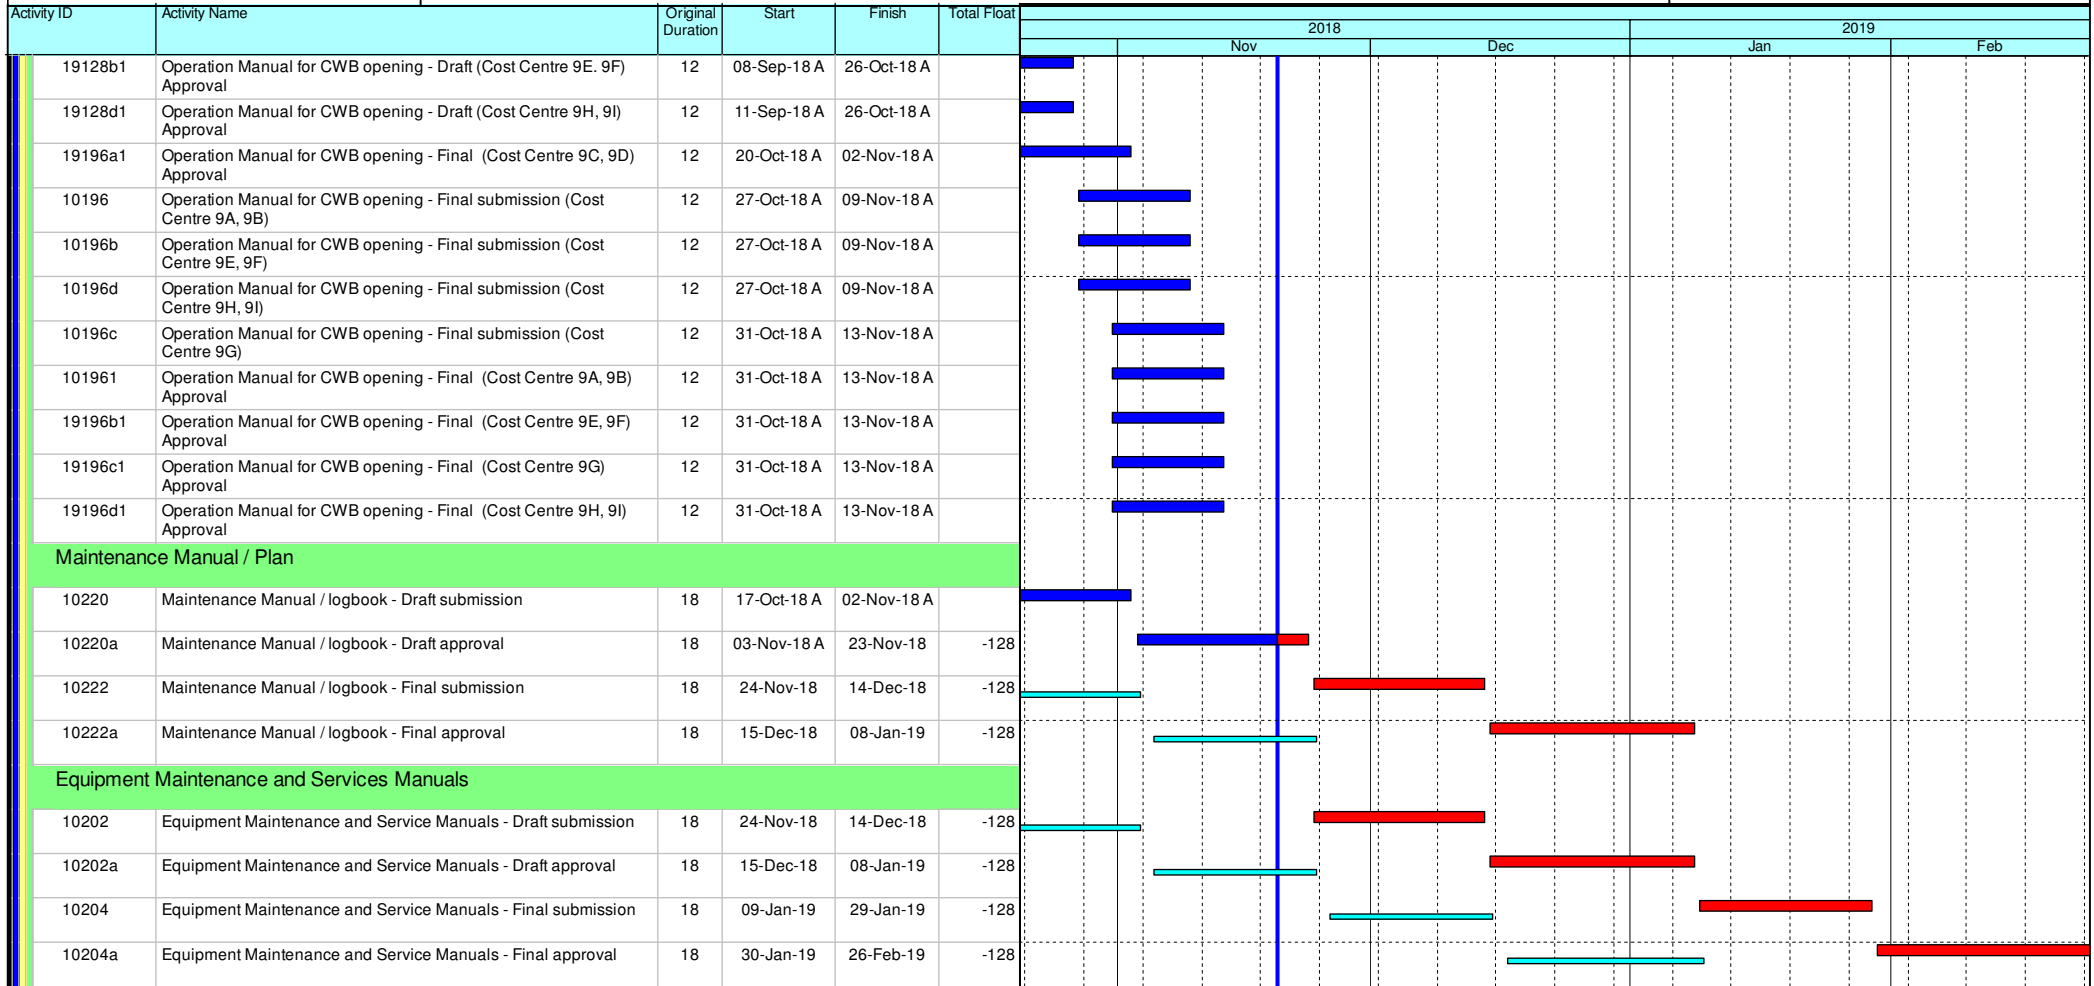 Activity ID Activity Name Original Duration Start Finish Total Float
2018 2019
Nov Dec Jan Feb
19128b1 Operation Manual for CWB opening - Draft (Cost Centre 9E. 9F) 12 08-Sep-18 A 26-Oct-18 A
Approval
19128d1 Operation Manual for CWB opening - Draft (Cost Centre 9H, 9I) 12 11-Sep-18 A 26-Oct-18 A
Approval
19196a1 Operation Manual for CWB opening - Final (Cost Centre 9C, 9D) 12 20-Oct-18 A 02-Nov-18 A
Approval
10196 Operation Manual for CWB opening - Final submission (Cost 12 27-Oct-18 A 09-Nov-18 A
Centre 9A, 9B)
10196b Operation Manual for CWB opening - Final submission (Cost 12 27-Oct-18 A 09-Nov-18 A
Centre 9E, 9F)
10196d Operation Manual for CWB opening - Final submission (Cost 12 27-Oct-18 A 09-Nov-18 A
Centre 9H, 9I)
10196c Operation Manual for CWB opening - Final submission (Cost 12 31-Oct-18 A 13-Nov-18 A
Centre 9G)
101961 Operation Manual for CWB opening - Final (Cost Centre 9A, 9B) 12 31-Oct-18 A 13-Nov-18 A
Approval
19196b1 Operation Manual for CWB opening - Final (Cost Centre 9E, 9F) 12 31-Oct-18 A 13-Nov-18 A
Approval
19196c1 Operation Manual for CWB opening - Final (Cost Centre 9G) 12 31-Oct-18 A 13-Nov-18 A
Approval
19196d1 Operation Manual for CWB opening - Final (Cost Centre 9H, 9I) 12 31-Oct-18 A 13-Nov-18 A
Approval
Maintenance Manual / Plan
10220 Maintenance Manual / logbook - Draft submission 18 17-Oct-18 A 02-Nov-18 A
10220a Maintenance Manual / logbook - Draft approval 18 03-Nov-18 A 23-Nov-18 -128
10222 Maintenance Manual / logbook - Final submission 18 24-Nov-18 14-Dec-18 -128
10222a Maintenance Manual / logbook - Final approval 18 15-Dec-18 08-Jan-19 -128
Equipment Maintenance and Services Manuals
10202 Equipment Maintenance and Service Manuals - Draft submission 18 24-Nov-18 14-Dec-18 -128
10202a Equipment Maintenance and Service Manuals - Draft approval 18 15-Dec-18 08-Jan-19 -128
10204 Equipment Maintenance and Service Manuals - Final submission 18 09-Jan-19 29-Jan-19 -128
10204a Equipment Maintenance and Service Manuals - Final approval 18 30-Jan-19 26-Feb-19 -128